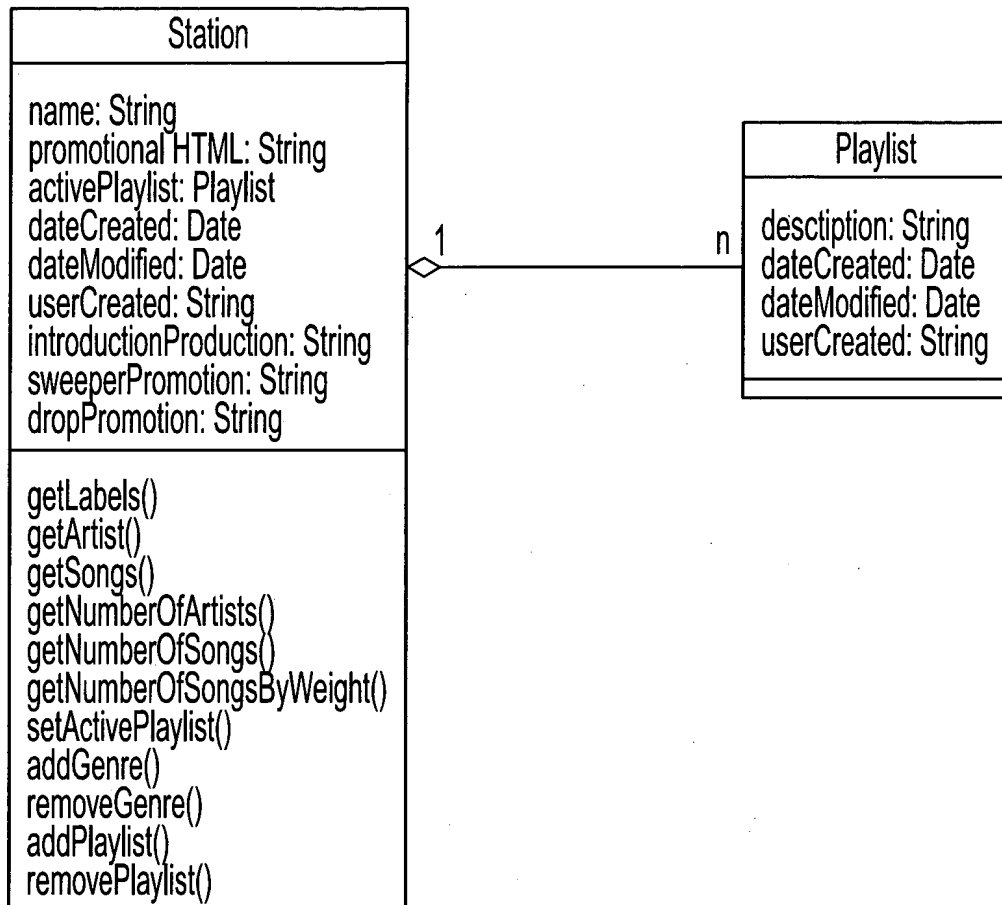 Station
name: String
promotional HTML: String
activePlaylist: Playlist
dateCreated: Date
dateModified: Date
userCreated: String
introductionProduction: String
sweeperPromotion: String
dropPromotion: String
getLabels()
getArtist()
getSongs()
getNumberOfArtists()
getNumberOfSongs()
getNumberOfSongsByWeight()
setActivePlaylist()
addGenre()
removeGenre()
addPlaylist()
removePlaylist()
1
n
Playlist
desctiption: String
dateCreated: Date
dateModified: Date
userCreated: String